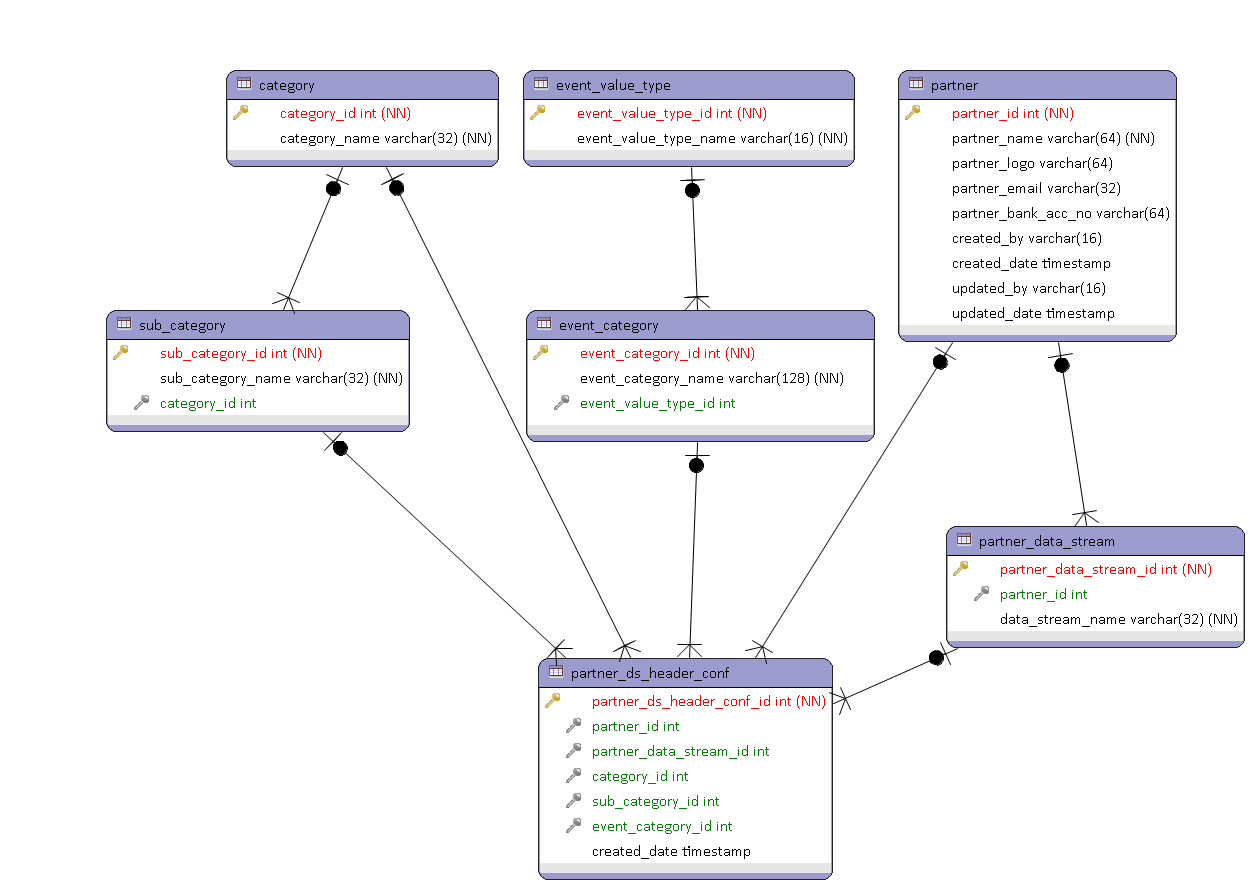 category
category_id int (NN)
category_name varchar(32) (NN)
event_value_type
event_value_type_id int (NN)
event_value_type_name varchar(16) (NN)
partner
partner_id int (NN)
partner_name varchar(64) (NN)
partner_logo varchar(64)
partner_email varchar(32)
partner_bank_acc_no varchar(64)
created_by varchar(16)
created_date timestamp
updated_by varchar(16)
updated_date timestamp
sub_category
sub_category_id int (NN)
sub_category_name varchar(32) (NN)
category_id int
event_category
event_category_id int (NN)
event_category_name varchar(128) (NN)
event_value_type_id int
partner_data_stream
partner_data_stream_id int (NN)
partner_id int
data_stream_name varchar(32) (NN)
partner_ds_header_conf
partner_ds_header_conf_id int (NN)
partner_id int
partner_data_stream_id int
category_id int
sub_category_id int
event_category_id int
created_date timestamp